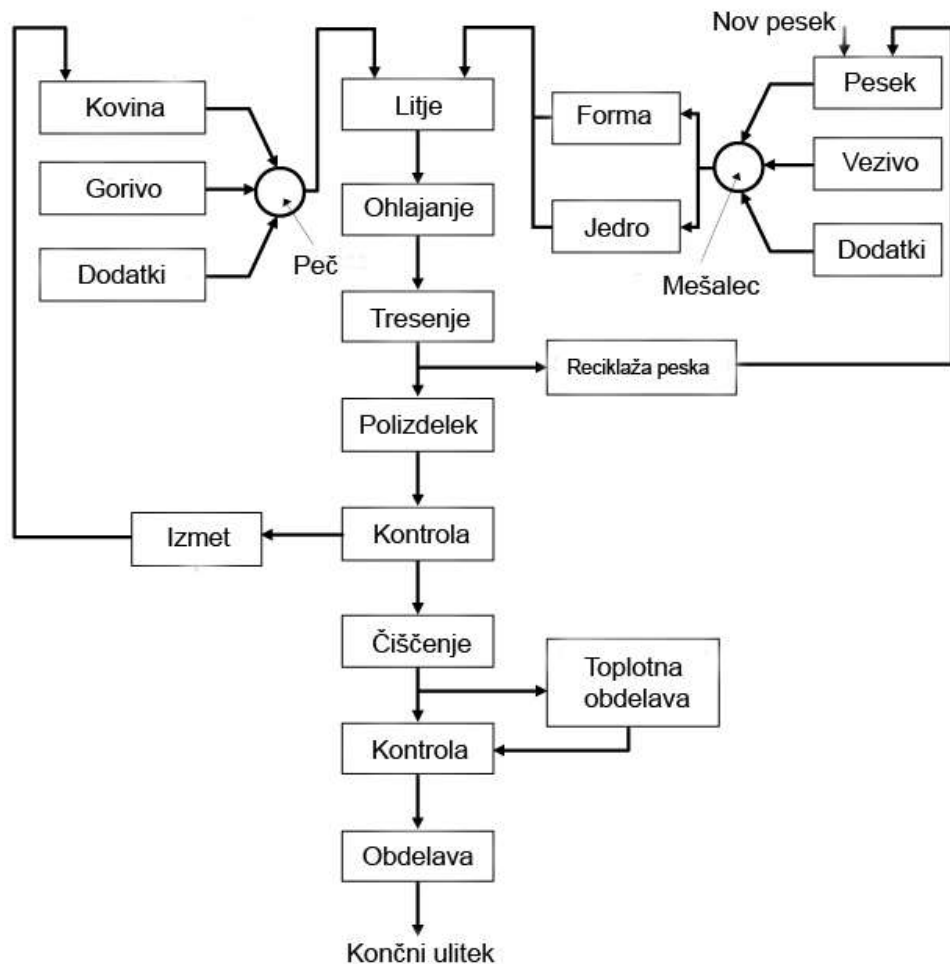 Nov pesek
Kovina
Litje
Forma
Pesek
Gorivo
Ohlajanje
Jedro
Vezivo
Dodatki
Peč
Mešalec
Dodatki
Tresenje
Reciklaža peska
Polizdelek
Izmet
Kontrola
Čiščenje
Toplotna
obdelava
Kontrola
Obdelava
Končni ulitek